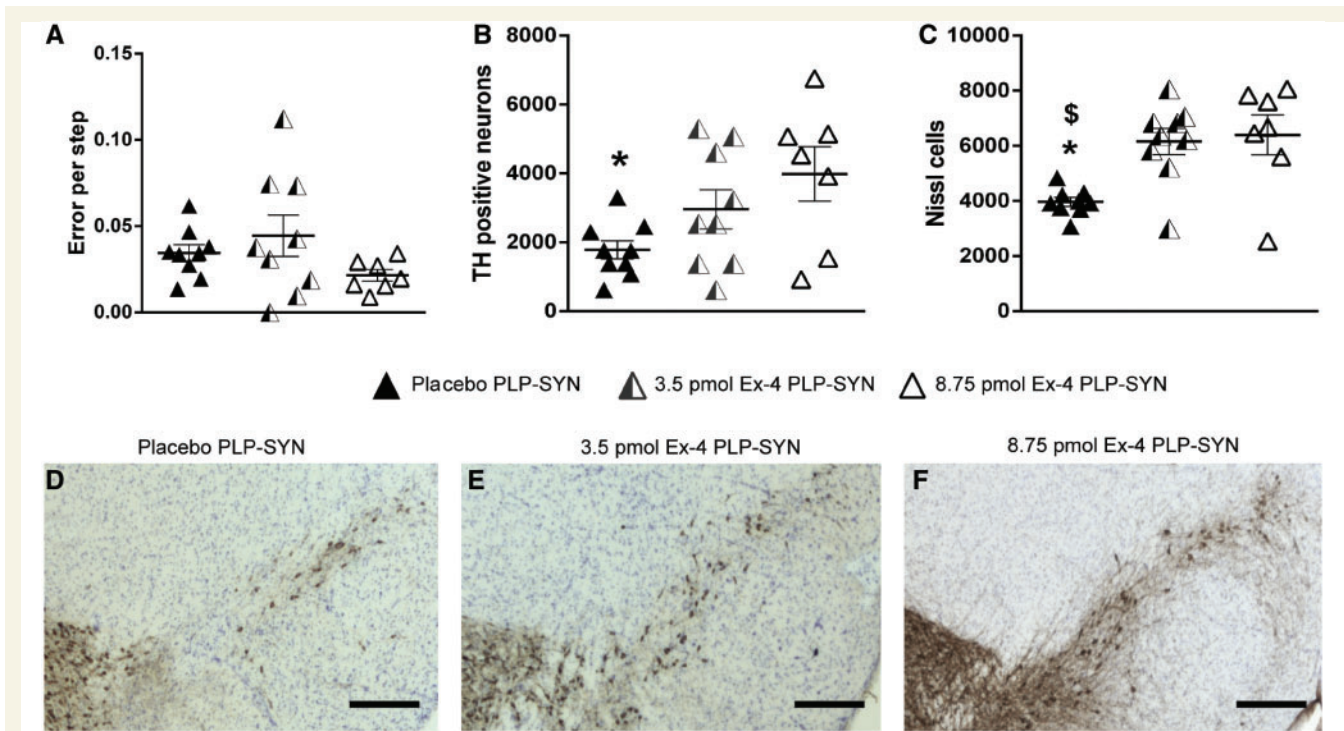 A
0.15
0.10
0.05
0.00
Error per step
B
8000
6000
4000
2000
0
TH positive neurons
*
C
10000
8000
6000
4000
2000
0
Nissl cells
$
*
Placebo PLP-SYN 3.5 pmol Ex-4 PLP-SYN 8.75 pmol Ex-4 PLP-SYN
Placebo PLP-SYN 3.5 pmol Ex-4 PLP-SYN 8.75 pmol Ex-4 PLP-SYN
D E F